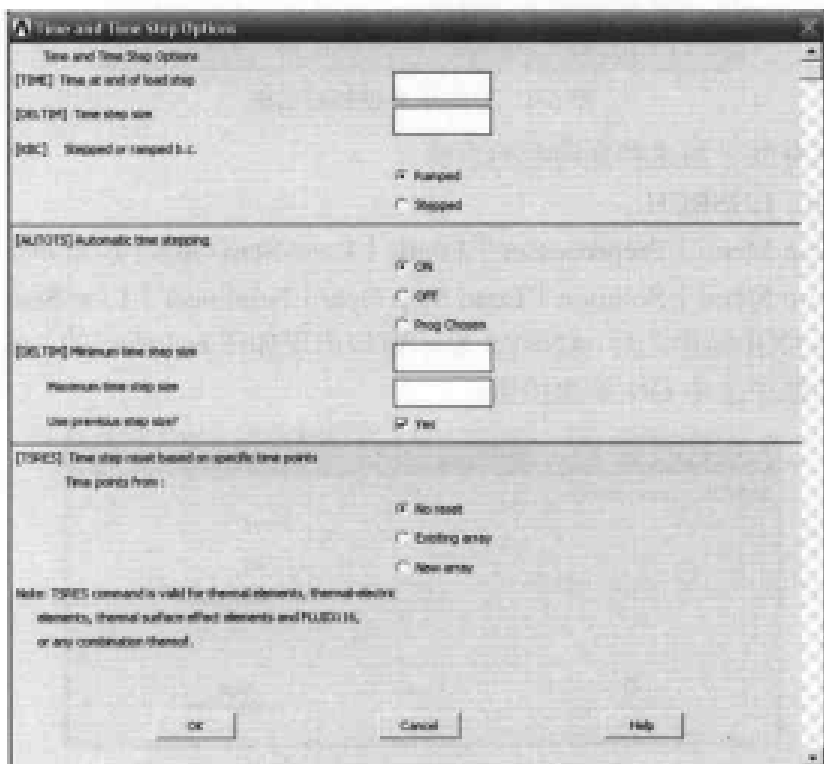 Time and Time Step Options
Time and Time Step Options
[TIME] Time at end of load step
[DELTIM] Time step size
[KBC] Stepped or ramped b.c.
Ramped
Stepped
[AUTOTS] Automatic time stepping
ON
OFF
Prog Chosen
[DELTIM] Minimum time step size
Maximum time step size
Use previous step size?
Yes
[TSRES] Time step reset based on specific time points
Time points from :
No reset
Existing array
New array
Note: TSRES command is valid for thermal elements, thermal-electric
elements, thermal surface effect elements and FLUID116,
or any combination thereof.
OK
Cancel
Help